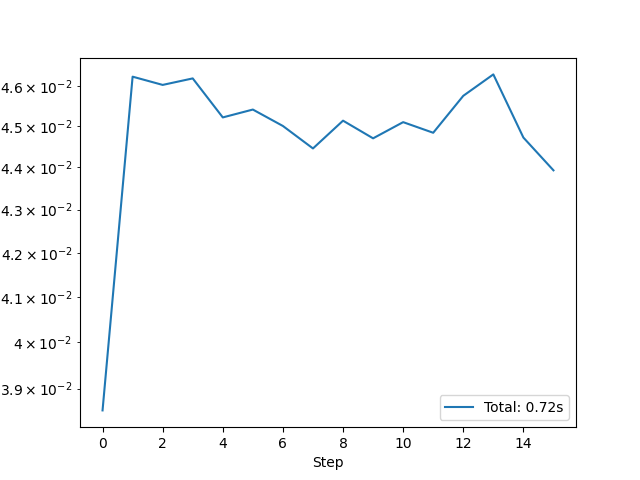 4.6 × 10⁻²
4.5 × 10⁻²
4.4 × 10⁻²
4.3 × 10⁻²
4.2 × 10⁻²
4.1 × 10⁻²
4 × 10⁻²
3.9 × 10⁻²
Total: 0.72s
0 2 4 6 8 10 12 14
Step